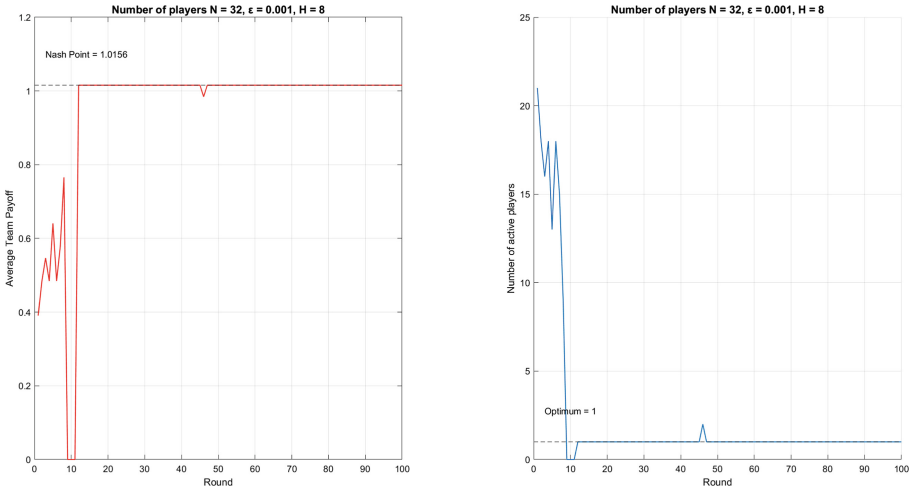 Number of players N = 32, ε = 0.001, H = 8
Nash Point = 1.0156
Average Team Payoff
1.2
1
0.8
0.6
0.4
0.2
0
0 10 20 30 40 50 60 70 80 90 100
Round
Number of players N = 32, ε = 0.001, H = 8
Number of active players
25
20
15
10
5
0
Optimum = 1
0 10 20 30 40 50 60 70 80 90 100
Round